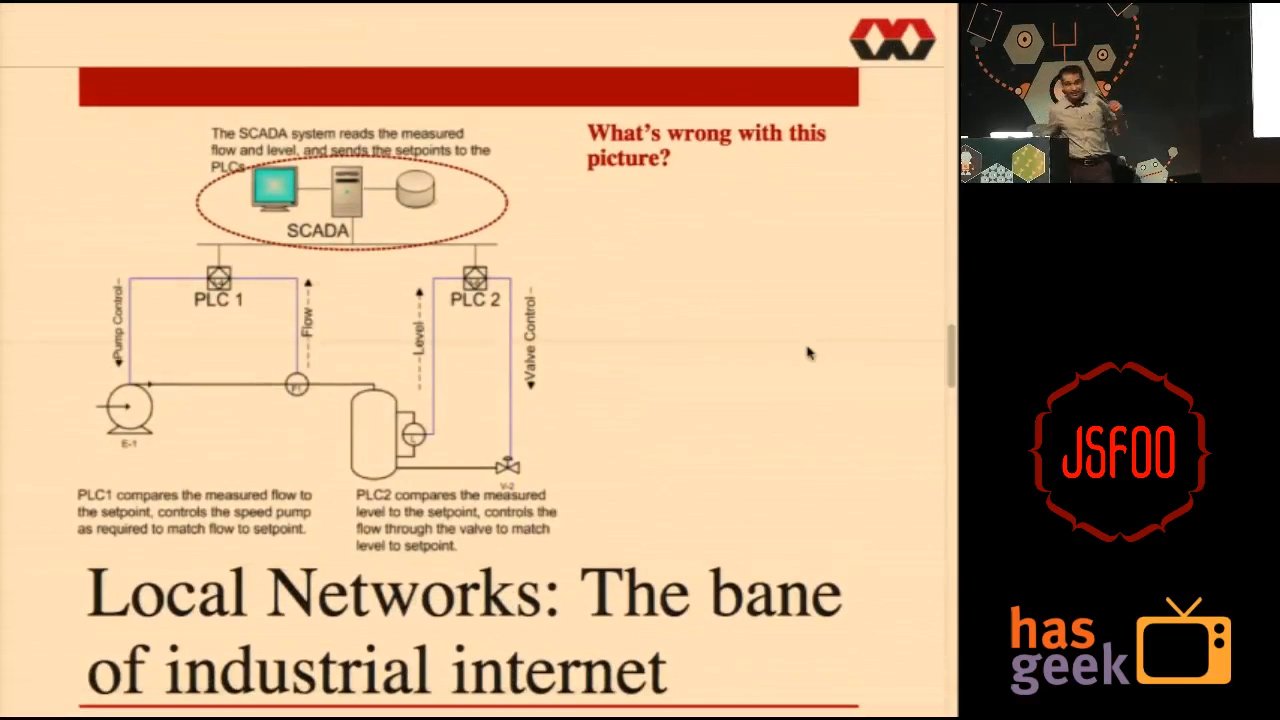 The SCADA system reads the measured
flow and level, and sends the setpoints to the
PLCs
What's wrong with this
picture?
SCADA
PLC 1
PLC 2
Pump Control
Flow
Level
Valve Control
E-1
V-2
PLC1 compares the measured flow to
the setpoint, controls the speed pump
as required to match flow to setpoint.
PLC2 compares the measured
level to the setpoint, controls the
flow through the valve to match
level to setpoint.
Local Networks: The bane
of industrial internet
JSFOO
has
geek